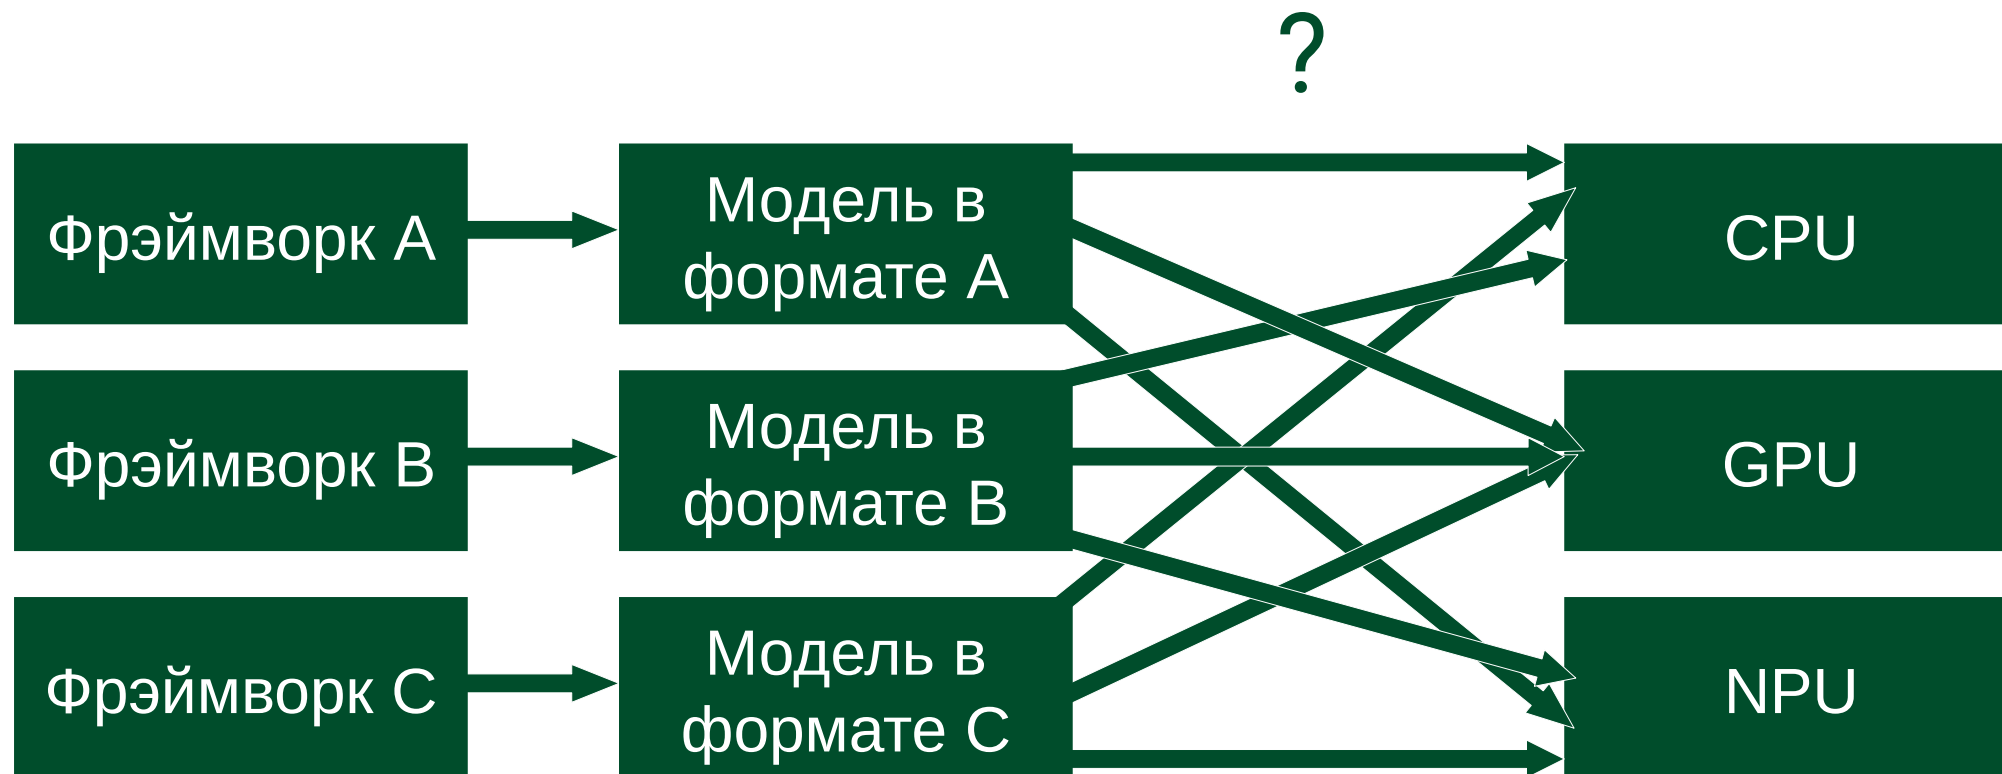 ?
Фрэймворк A
Модель в
формате A
CPU
Фрэймворк B
Модель в
формате B
GPU
Фрэймворк C
Модель в
формате C
NPU